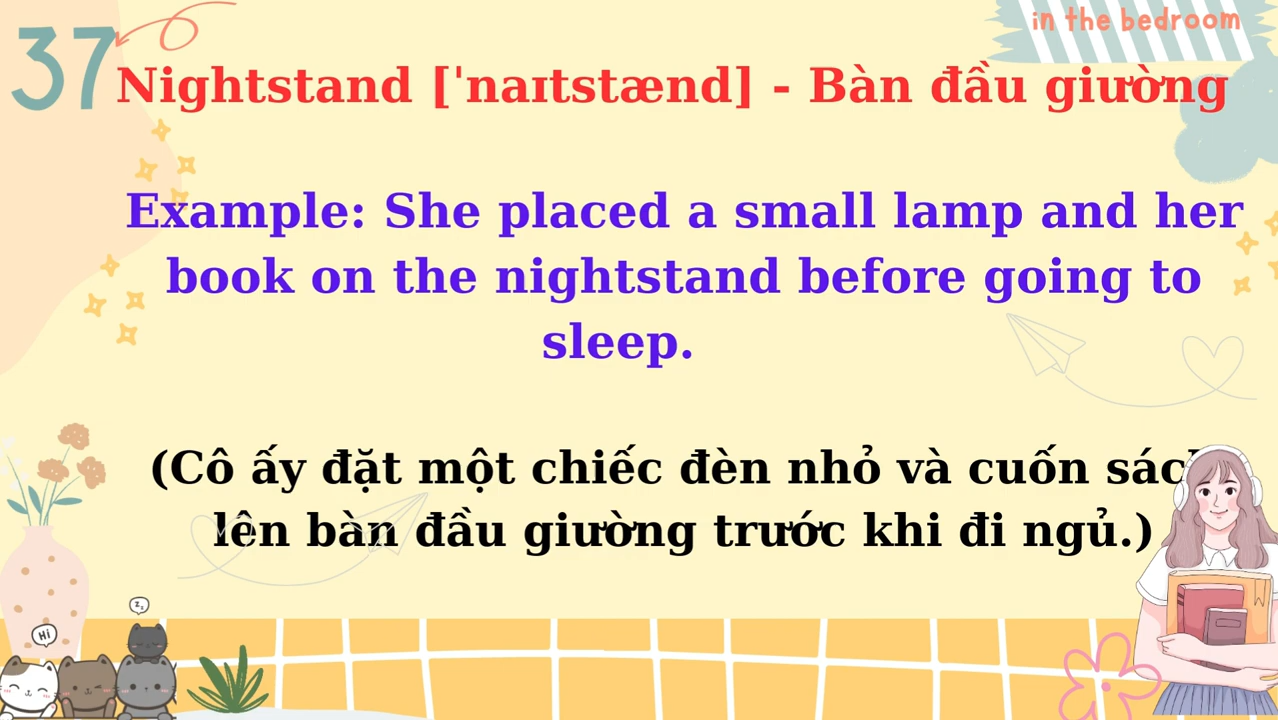 in the bedroom
37
Nightstand [ˈnaɪtstænd] - Bàn đầu giường
Example: She placed a small lamp and her
book on the nightstand before going to
sleep.
(Cô ấy đặt một chiếc đèn nhỏ và cuốn sách
lên bàn đầu giường trước khi đi ngủ.)
z z
Hi